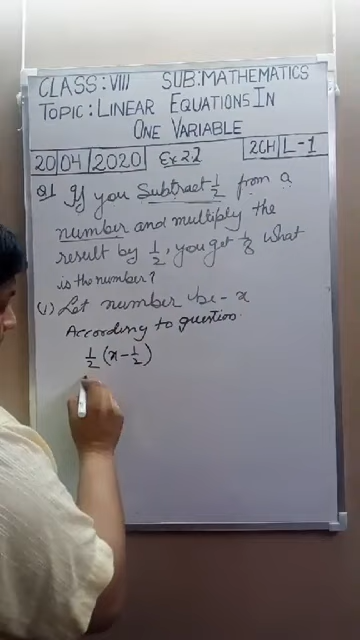 CLASS: VIII SUB: MATHEMATICS
TOPIC: LINEAR EQUATIONS IN
ONE VARIABLE
20/04/2020 Ex 2.2 2CH L-1
Q1 If you Subtract 1/2 from a
number and multiply the
result by 1/2, you get 1/8 what
is the number?
(1) Let number be - x
According to question.
1/2 (x - 1/2)